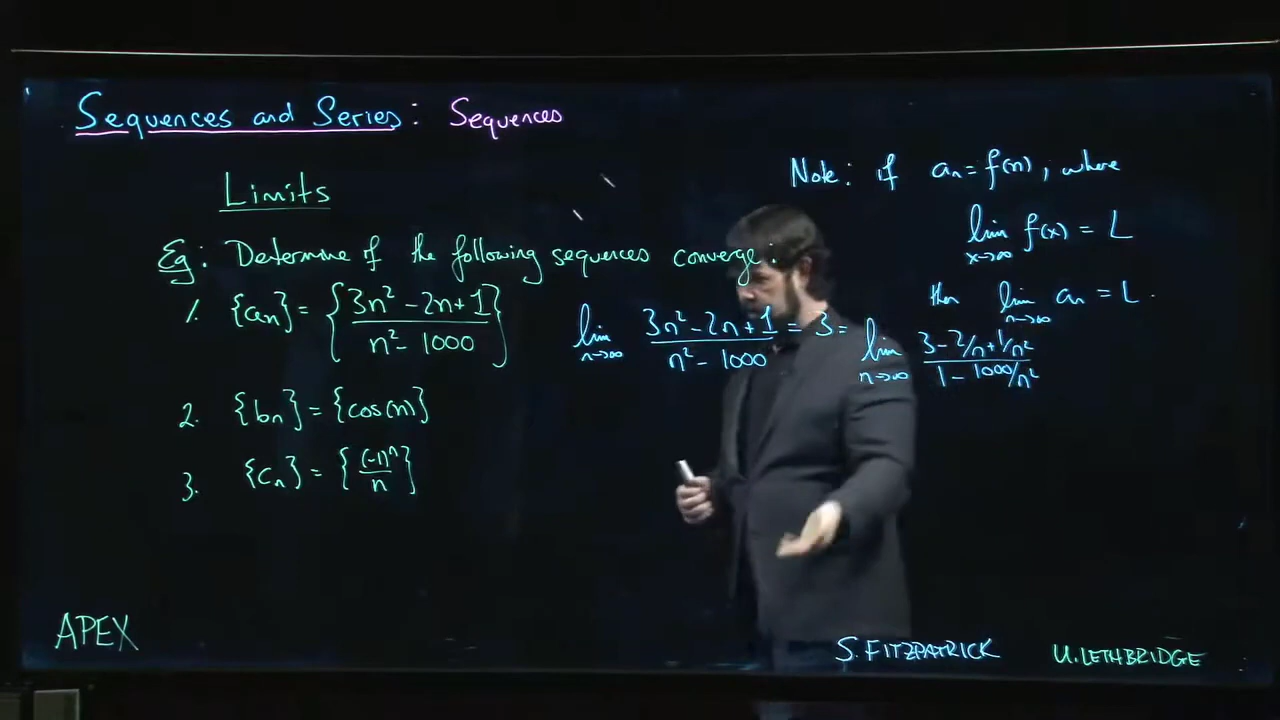 Sequences and Series: Sequences
Limits
Note: if aₙ = f(n), where
lim x→∞ f(x) = L
then lim n→∞ aₙ = L.
Eg: Determine if the following sequences converge:
1. {aₙ} = { (3n² - 2n + 1)/(n² - 1000) } lim n→∞ (3n² - 2n + 1)/(n² - 1000) = 3 = lim n→∞ (3 - 2/n + 1/n²)/(1 - 1000/n²)
2. {bₙ} = {cos(n)}
3. {cₙ} = { (-1)ⁿ/n }
APEX
S. FITZPATRICK
U. LETHBRIDGE